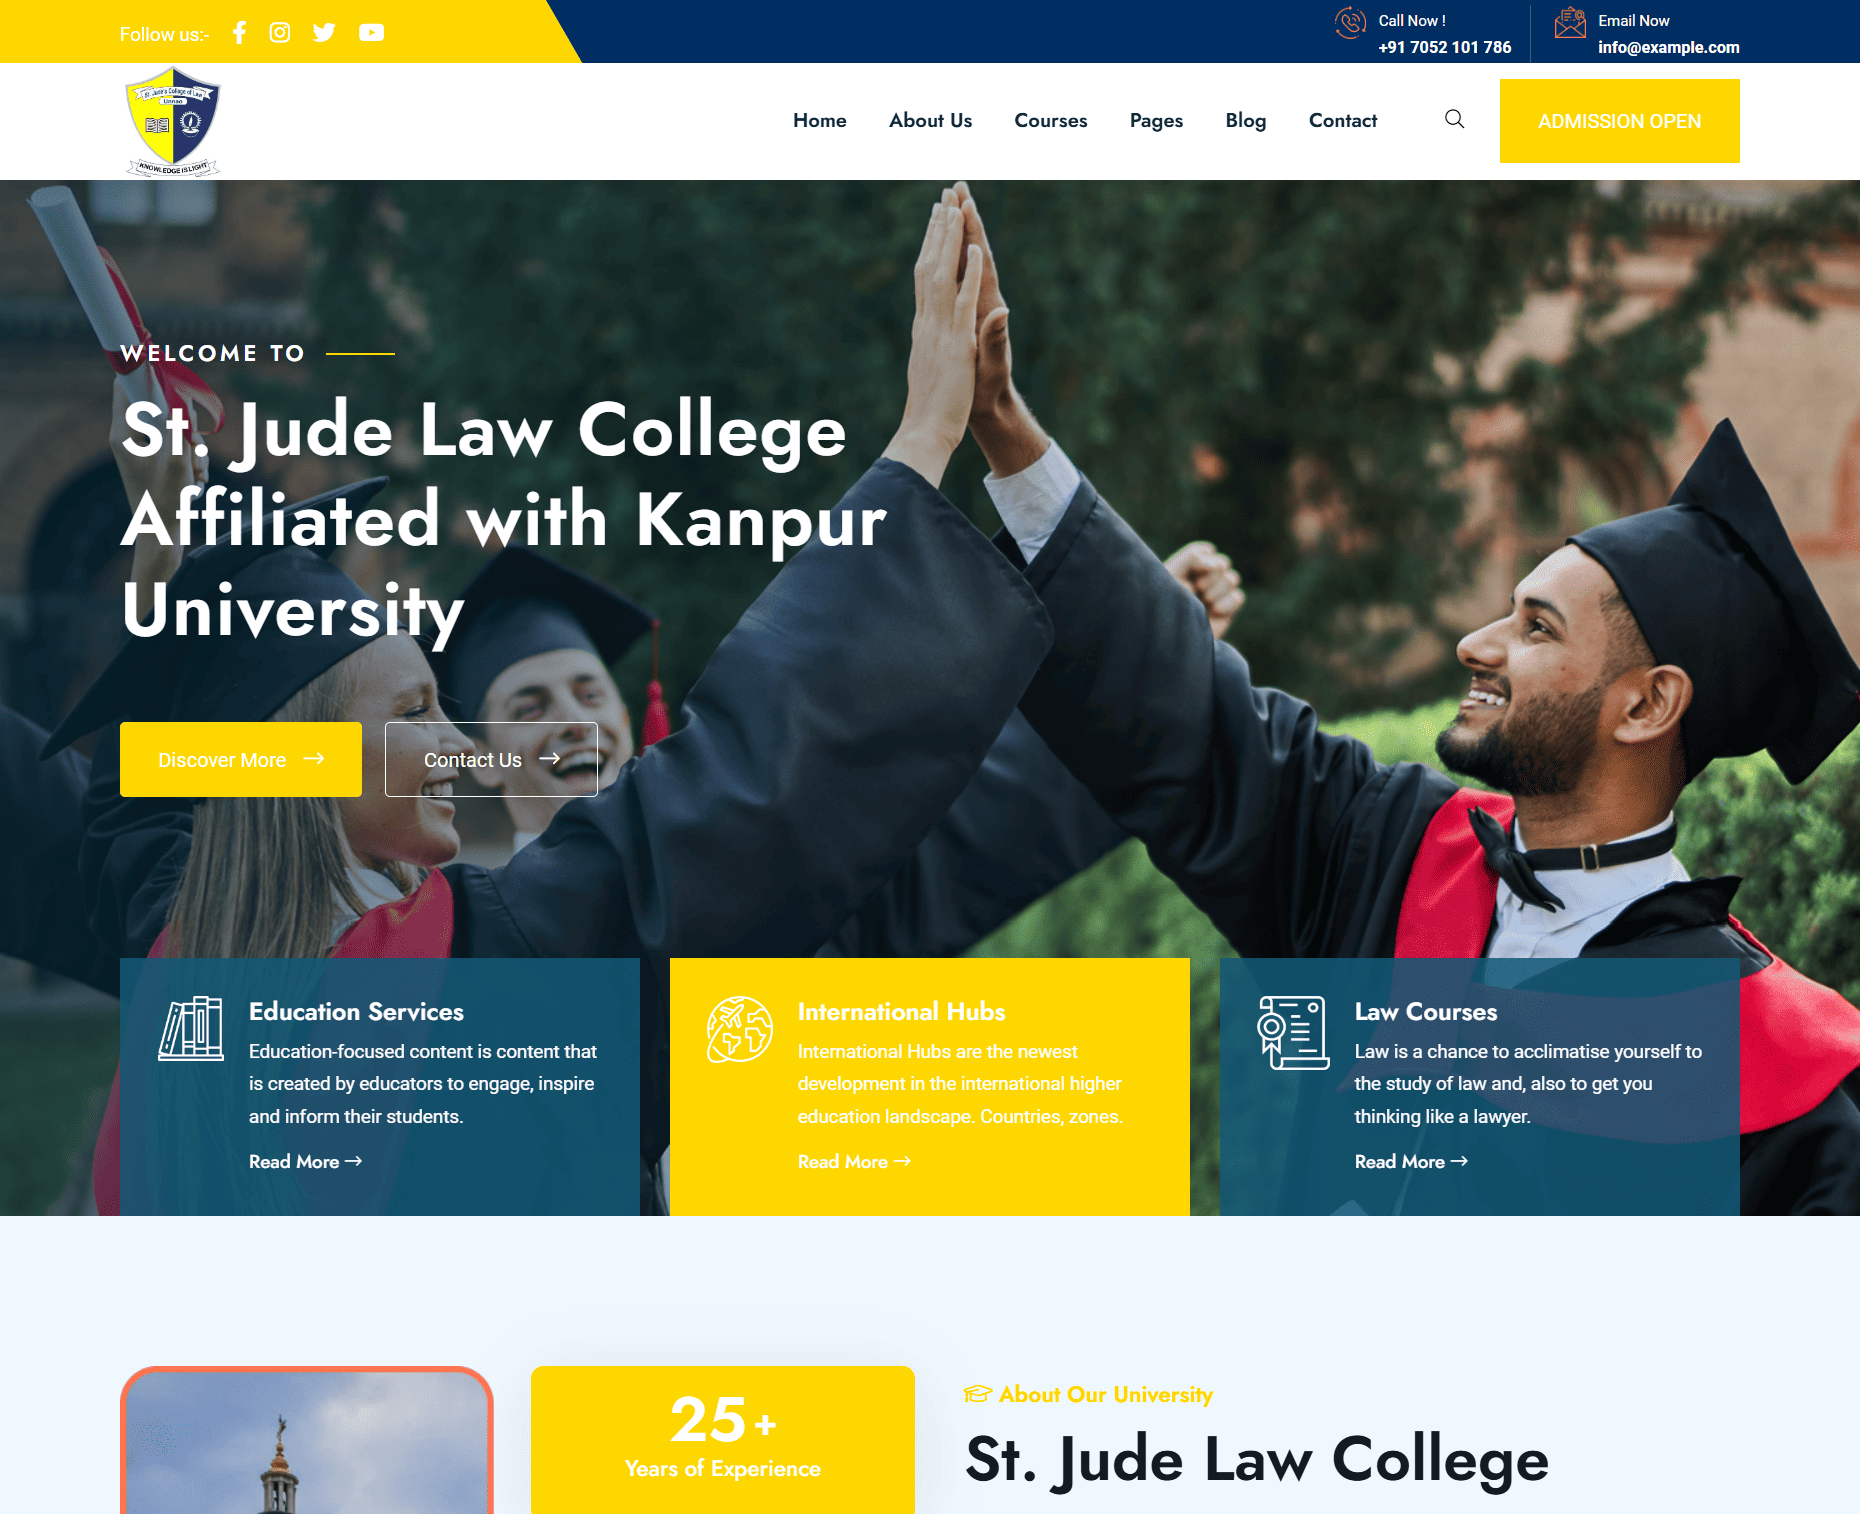 Follow us:-
Call Now !
+91 7052 101 786
Email Now
info@example.com
St. Jude's College of Law
Unnao
KNOWLEDGE IS LIGHT
Home
About Us
Courses
Pages
Blog
Contact
ADMISSION OPEN
WELCOME TO
St. Jude Law College
Affiliated with Kanpur
University
Discover More
Contact Us
Education Services
Education-focused content is content that
is created by educators to engage, inspire
and inform their students.
Read More
International Hubs
International Hubs are the newest
development in the international higher
education landscape. Countries, zones.
Read More
Law Courses
Law is a chance to acclimatise yourself to
the study of law and, also to get you
thinking like a lawyer.
Read More
25+
Years of Experience
About Our University
St. Jude Law College